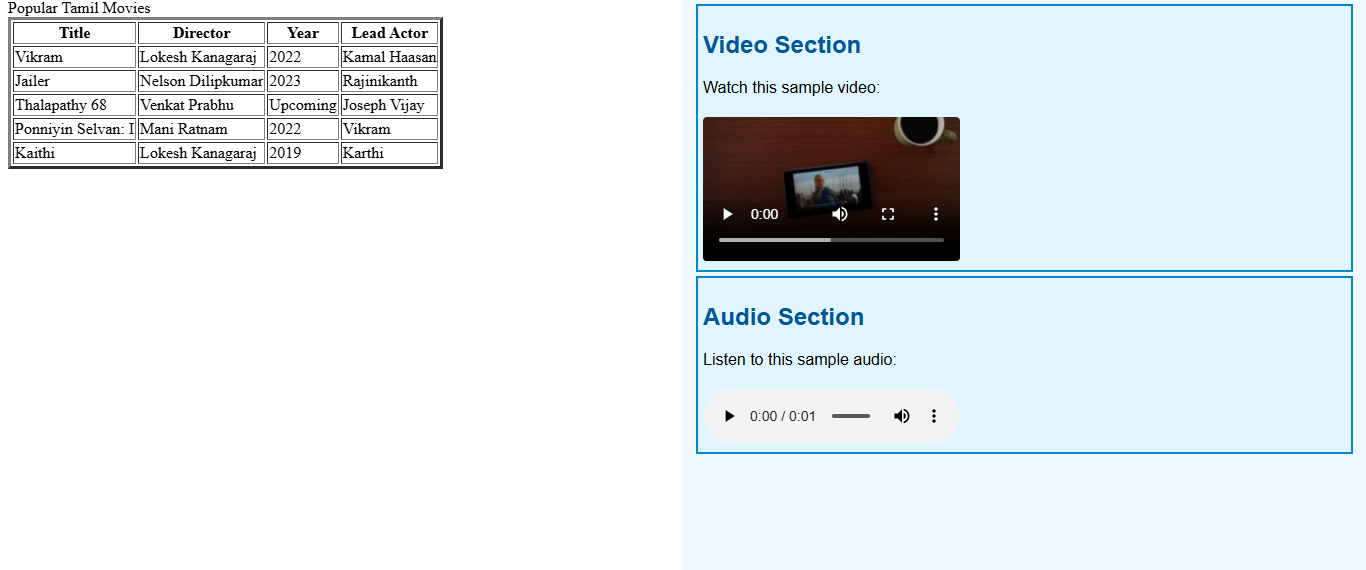 Popular Tamil Movies
Title Director Year Lead Actor
Vikram Lokesh Kanagaraj 2022 Kamal Haasan
Jailer Nelson Dilipkumar 2023 Rajinikanth
Thalapathy 68 Venkat Prabhu Upcoming Joseph Vijay
Ponniyin Selvan: I Mani Ratnam 2022 Vikram
Kaithi Lokesh Kanagaraj 2019 Karthi
Video Section
Watch this sample video:
0:00
Audio Section
Listen to this sample audio:
0:00 / 0:01